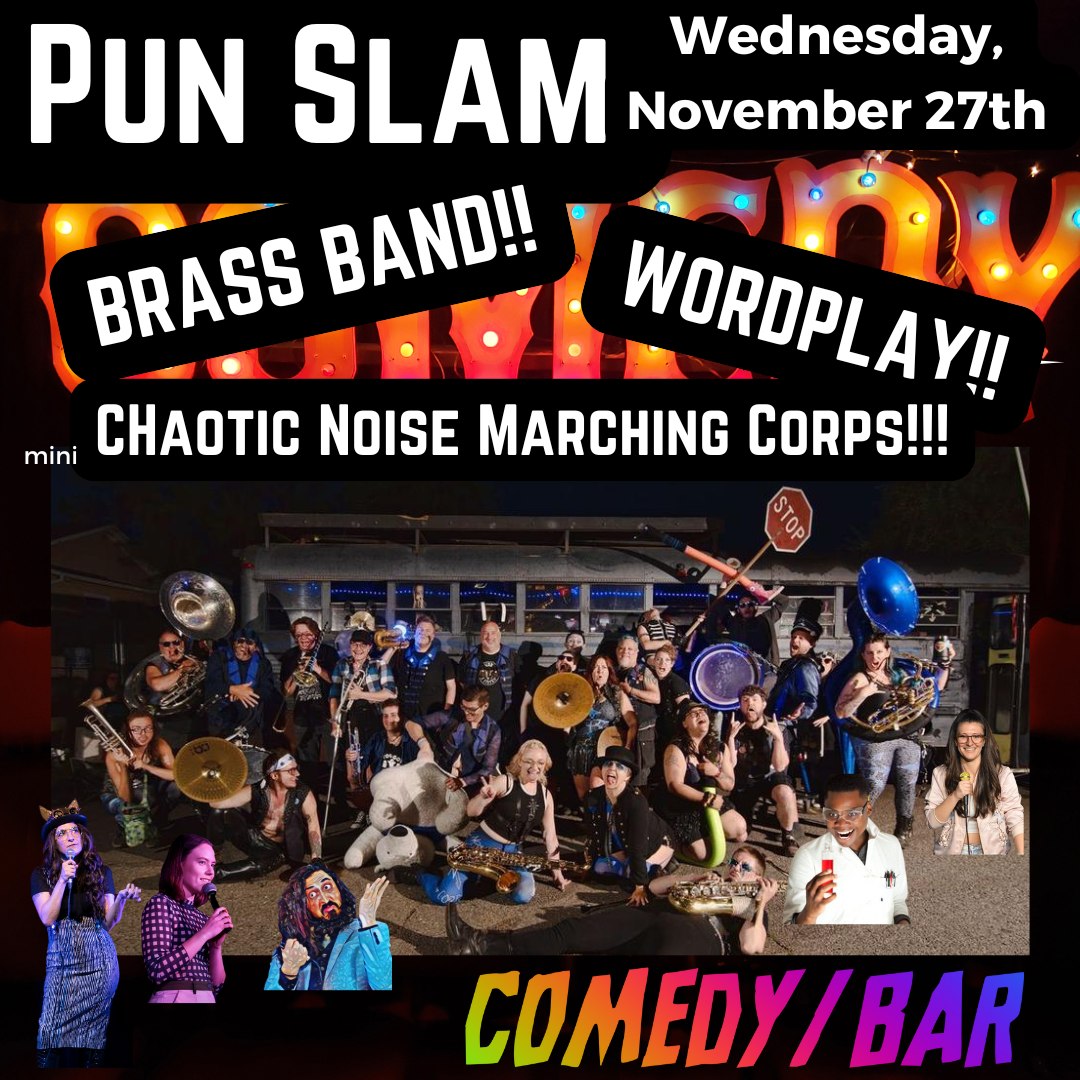 PUN SLAM
Wednesday,
November 27th
BRASS BAND!!
WORDPLAY!!
CHAOTIC NOISE MARCHING CORPS!!!
mini
STOP
COMEDY/BAR